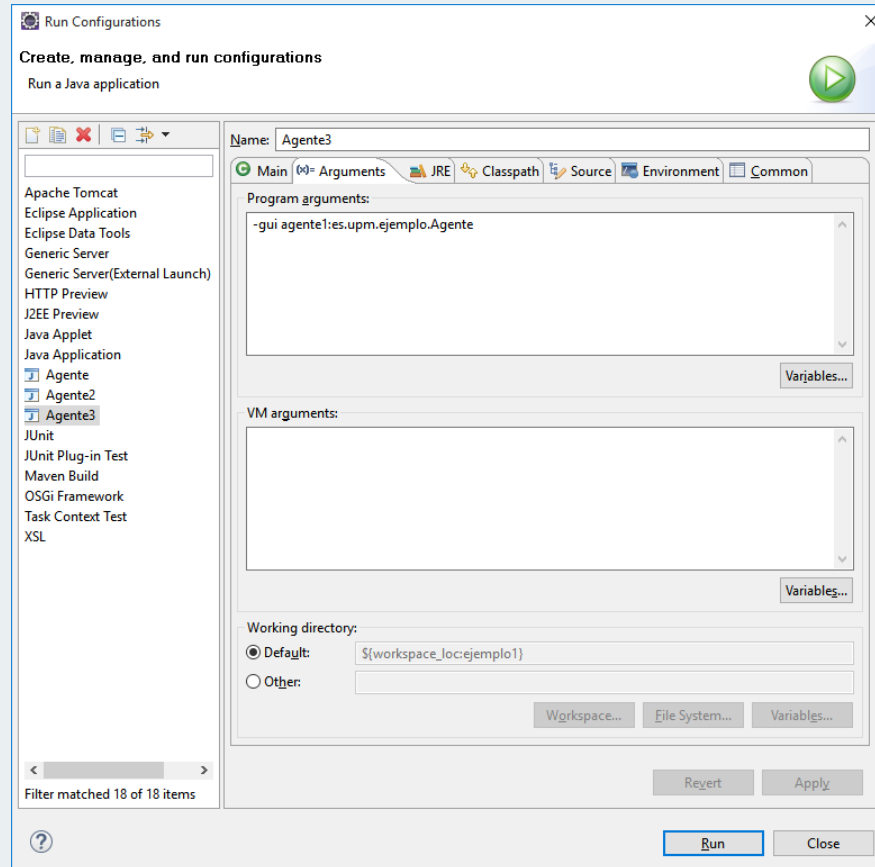 Run Configurations
Create, manage, and run configurations
Run a Java application
Name: Agente3
Main (x)= Arguments JRE Classpath Source Environment Common
Apache Tomcat
Eclipse Application
Eclipse Data Tools
Generic Server
Generic Server(External Launch)
HTTP Preview
J2EE Preview
Java Applet
Java Application
Agente
Agente2
Agente3
JUnit
JUnit Plug-in Test
Maven Build
OSGi Framework
Task Context Test
XSL
Filter matched 18 of 18 items
Program arguments:
-gui agente1:es.upm.ejemplo.Agente
Variables...
VM arguments:
Variables...
Working directory:
Default: ${workspace_loc:ejemplo1}
Other:
Workspace... File System... Variables...
Revert Apply
? Run Close